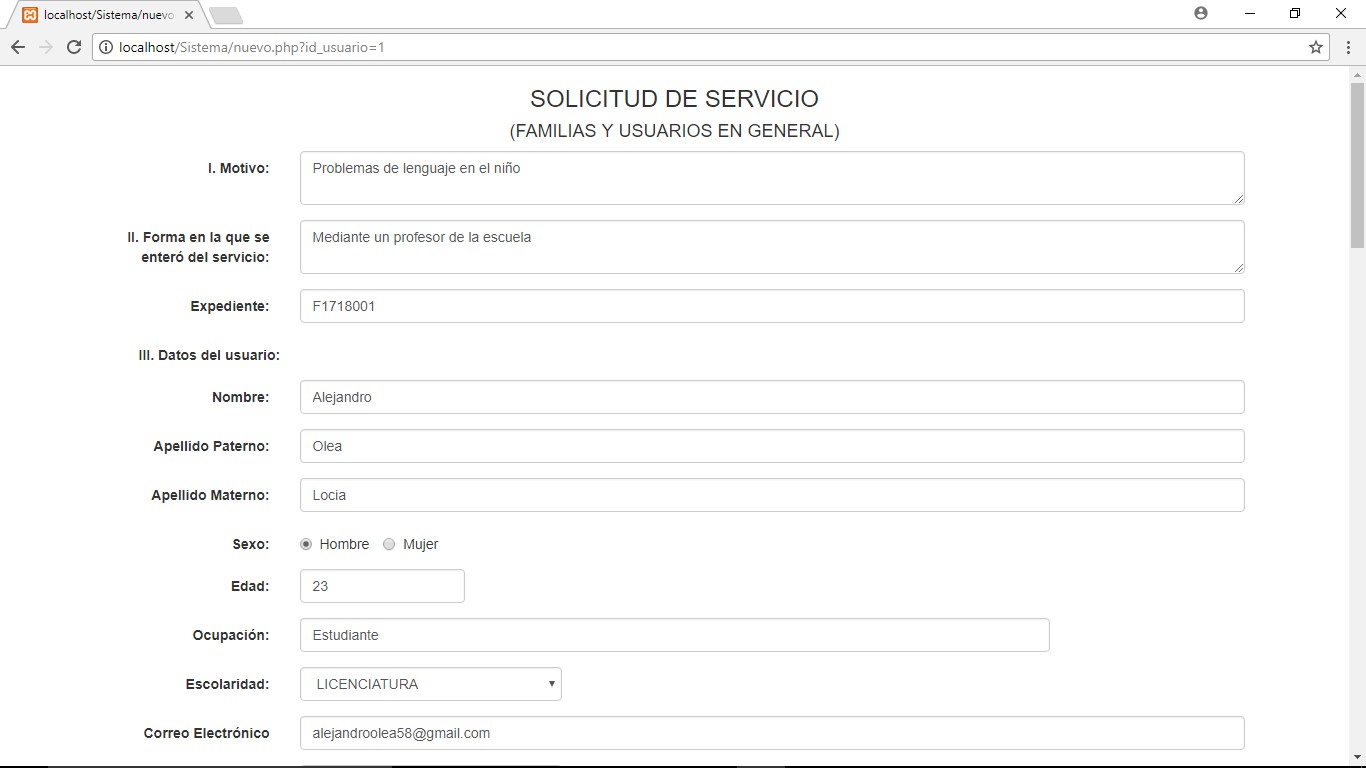 localhost/Sistema/nuevo
localhost/Sistema/nuevo.php?id_usuario=1
SOLICITUD DE SERVICIO
(FAMILIAS Y USUARIOS EN GENERAL)
I. Motivo: Problemas de lenguaje en el niño
II. Forma en la que se
enteró del servicio: Mediante un profesor de la escuela
Expediente: F1718001
III. Datos del usuario:
Nombre: Alejandro
Apellido Paterno: Olea
Apellido Materno: Locia
Sexo: Hombre Mujer
Edad: 23
Ocupación: Estudiante
Escolaridad: LICENCIATURA
Correo Electrónico alejandroolea58@gmail.com